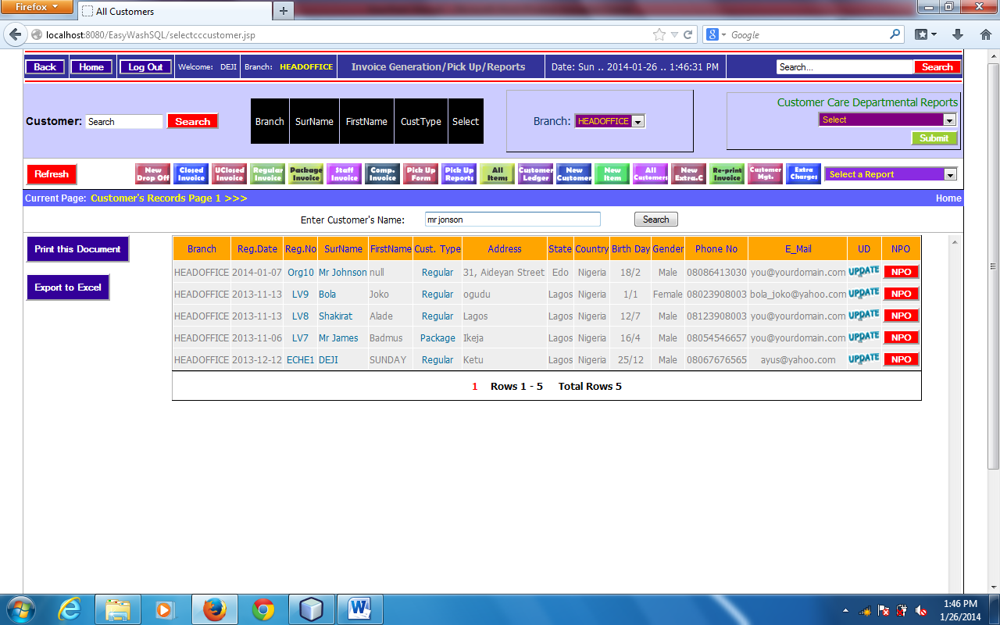 Firefox
All Customers
localhost:8080/EasyWashSQL/selectcccustomer.jsp
Google
Back Home Log Out Welcome: DEJI Branch: HEADOFFICE Invoice Generation/Pick Up/Reports Date: Sun .. 2014-01-26 .. 1:46:31 PM Search... Search
Customer: Search Search
Branch SurName FirstName CustType Select
Branch: HEADOFFICE
Customer Care Departmental Reports
Select
Submit
Refresh
New Drop Off
Closed Invoice
UClosed Invoice
Regular Invoice
Package Invoice
Staff Invoice
Comp. Invoice
Pick Up Form
Pick Up Reports
All Items
Customer Ledger
New Customer
New Item
All Customers
New Extra.C
Re-print Invoice
Customer Mgt.
Extra Charges
Select a Report
Current Page: Customer's Records Page 1 >>> Home
Enter Customer's Name: mr jonson Search
Print this Document
Export to Excel
Branch Reg.Date Reg.No SurName FirstName Cust. Type Address State Country Birth Day Gender Phone No E_Mail UD NPO
HEADOFFICE 2014-01-07 Org10 Mr Johnson null Regular 31, Aideyan Street Edo Nigeria 18/2 Male 08086413030 you@yourdomain.com UPDATE NPO
HEADOFFICE 2013-11-13 LV9 Bola Joko Regular ogudu Lagos Nigeria 1/1 Female 08023908003 bola_joko@yahoo.com UPDATE NPO
HEADOFFICE 2013-11-13 LV8 Shakirat Alade Regular Lagos Lagos Nigeria 12/7 Male 08123908003 you@yourdomain.com UPDATE NPO
HEADOFFICE 2013-11-06 LV7 Mr James Badmus Package Ikeja Lagos Nigeria 16/4 Male 08054546657 you@yourdomain.com UPDATE NPO
HEADOFFICE 2013-12-12 ECHE1 DEJI SUNDAY Regular Ketu Lagos Nigeria 25/12 Male 08067676565 ayus@yahoo.com UPDATE NPO
1 Rows 1 - 5 Total Rows 5
1:46 PM
1/26/2014